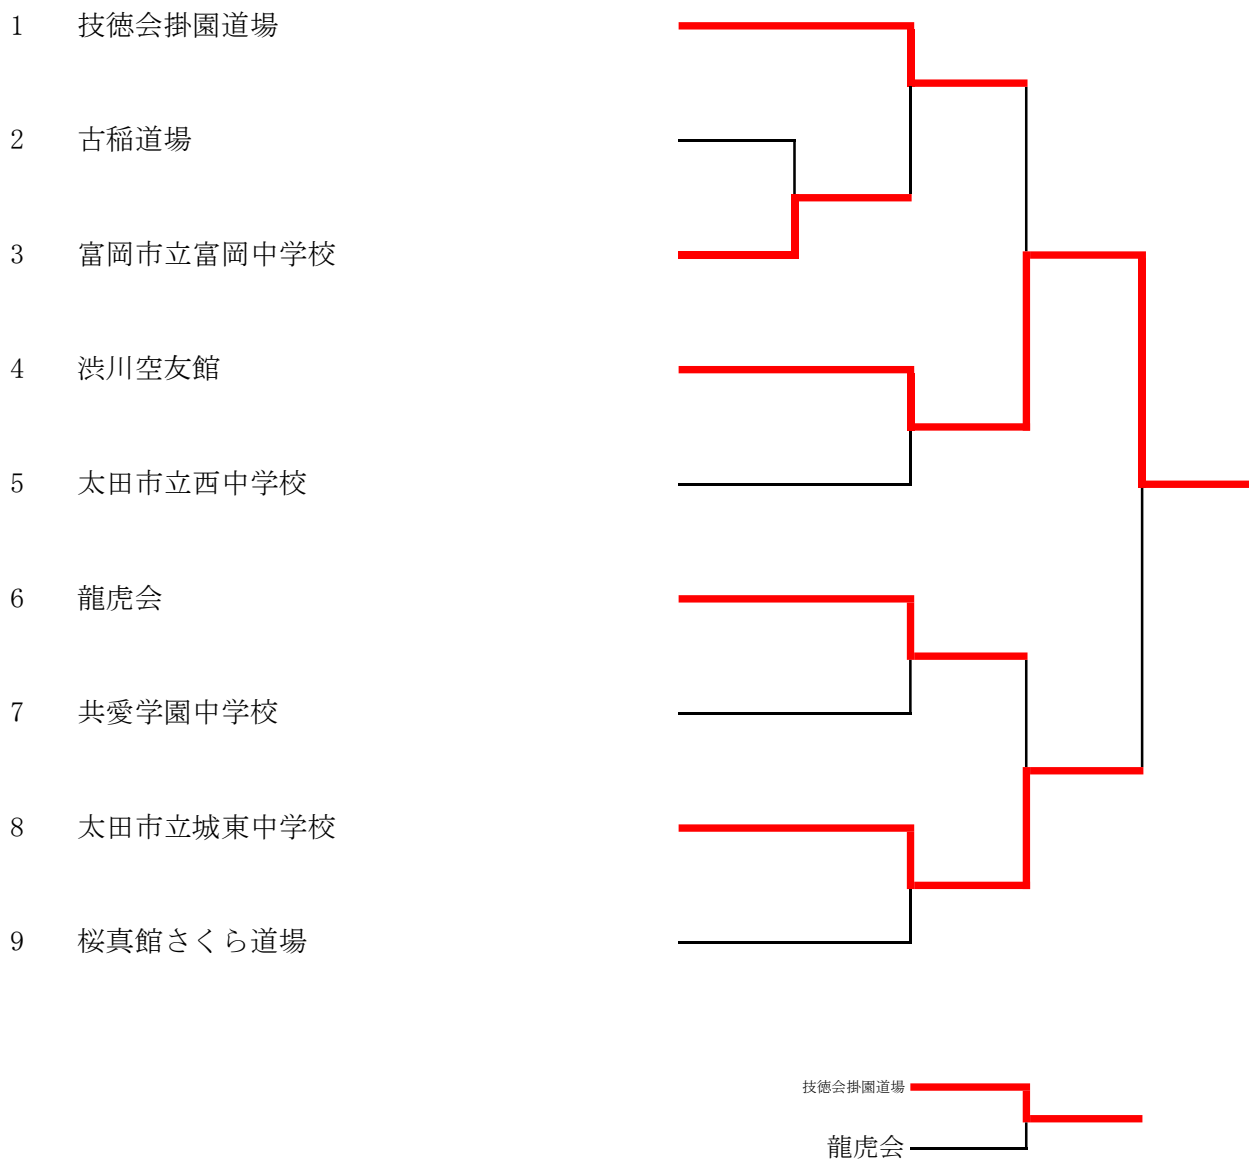 1 技徳会掛園道場
2 古稲道場
3 富岡市立富岡中学校
4 渋川空友館
5 太田市立西中学校
6 龍虎会
7 共愛学園中学校
8 太田市立城東中学校
9 桜真館さくら道場
技徳会掛園道場
龍虎会